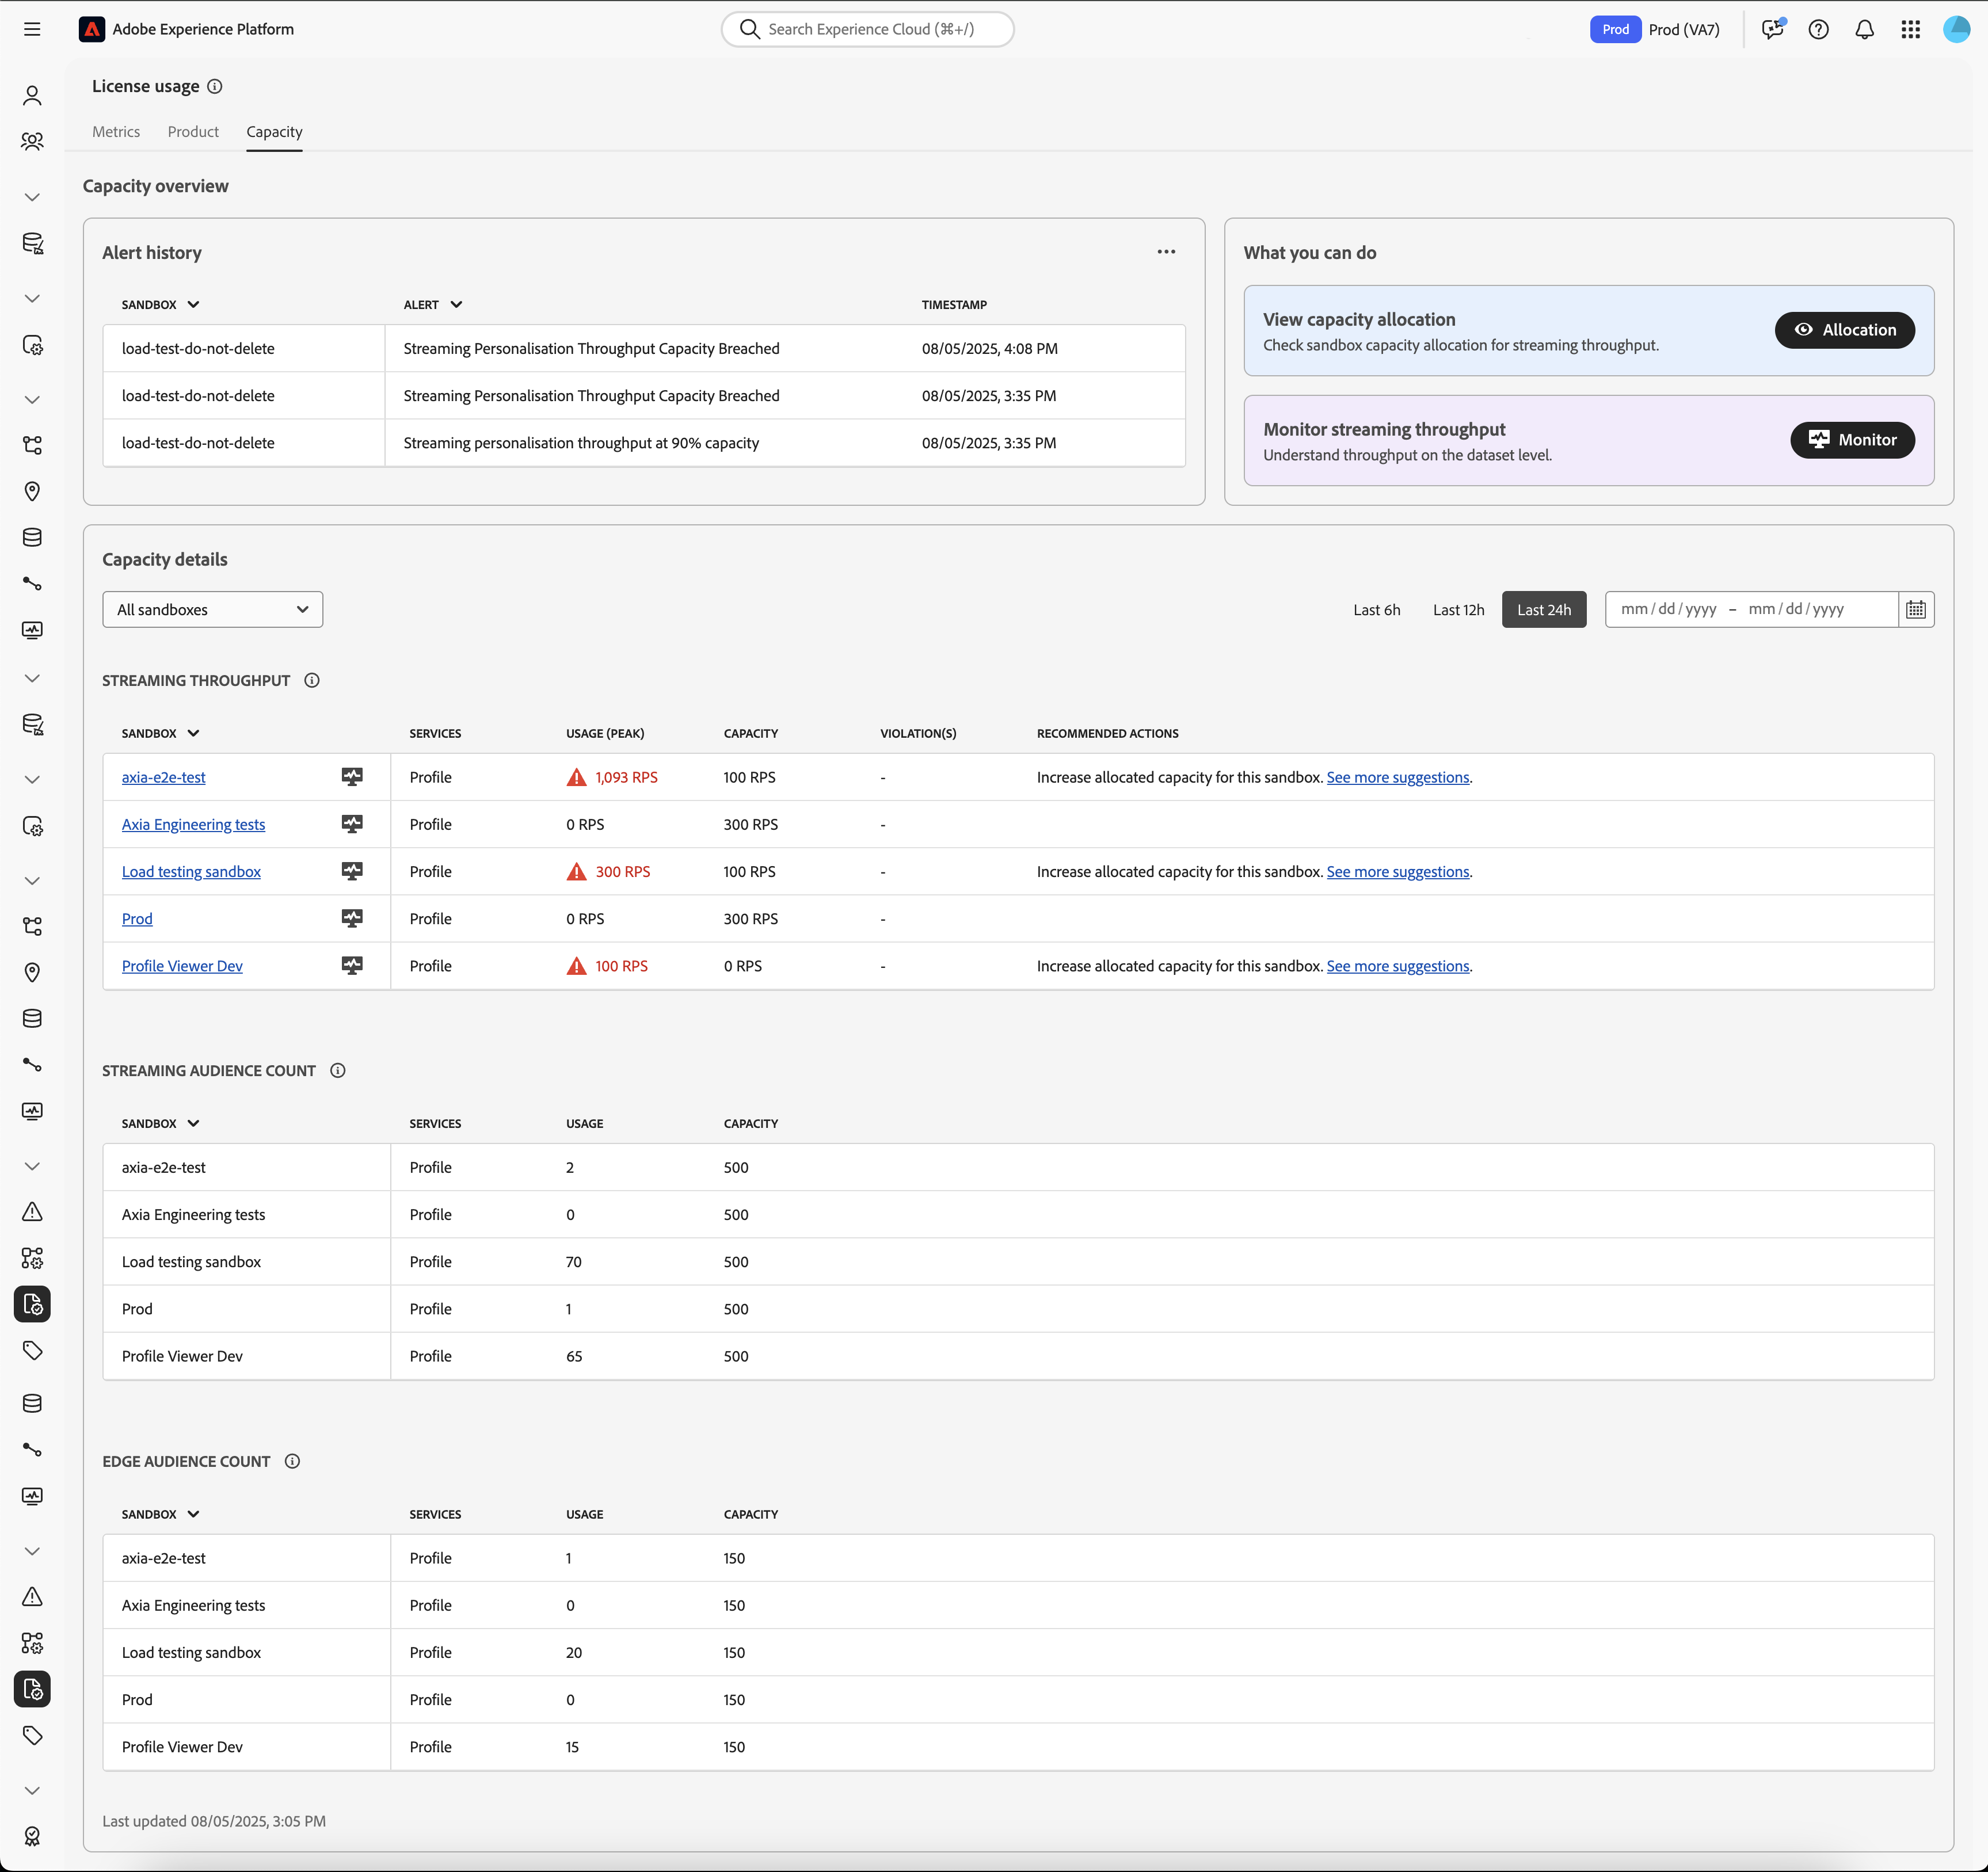 Adobe Experience Platform
Search Experience Cloud (⌘+/)
Prod Prod (VA7)
License usage
Metrics Product Capacity
Capacity overview
Alert history
SANDBOX ALERT TIMESTAMP
load-test-do-not-delete Streaming Personalisation Throughput Capacity Breached 08/05/2025, 4:08 PM
load-test-do-not-delete Streaming Personalisation Throughput Capacity Breached 08/05/2025, 3:35 PM
load-test-do-not-delete Streaming personalisation throughput at 90% capacity 08/05/2025, 3:35 PM
What you can do
View capacity allocation
Check sandbox capacity allocation for streaming throughput.
Allocation
Monitor streaming throughput
Understand throughput on the dataset level.
Monitor
Capacity details
All sandboxes Last 6h Last 12h Last 24h mm/dd/yyyy – mm/dd/yyyy
STREAMING THROUGHPUT
SANDBOX SERVICES USAGE (PEAK) CAPACITY VIOLATION(S) RECOMMENDED ACTIONS
axia-e2e-test Profile 1,093 RPS 100 RPS - Increase allocated capacity for this sandbox. See more suggestions.
Axia Engineering tests Profile 0 RPS 300 RPS -
Load testing sandbox Profile 300 RPS 100 RPS - Increase allocated capacity for this sandbox. See more suggestions.
Prod Profile 0 RPS 300 RPS -
Profile Viewer Dev Profile 100 RPS 0 RPS - Increase allocated capacity for this sandbox. See more suggestions.
STREAMING AUDIENCE COUNT
SANDBOX SERVICES USAGE CAPACITY
axia-e2e-test Profile 2 500
Axia Engineering tests Profile 0 500
Load testing sandbox Profile 70 500
Prod Profile 1 500
Profile Viewer Dev Profile 65 500
EDGE AUDIENCE COUNT
SANDBOX SERVICES USAGE CAPACITY
axia-e2e-test Profile 1 150
Axia Engineering tests Profile 0 150
Load testing sandbox Profile 20 150
Prod Profile 0 150
Profile Viewer Dev Profile 15 150
Last updated 08/05/2025, 3:05 PM